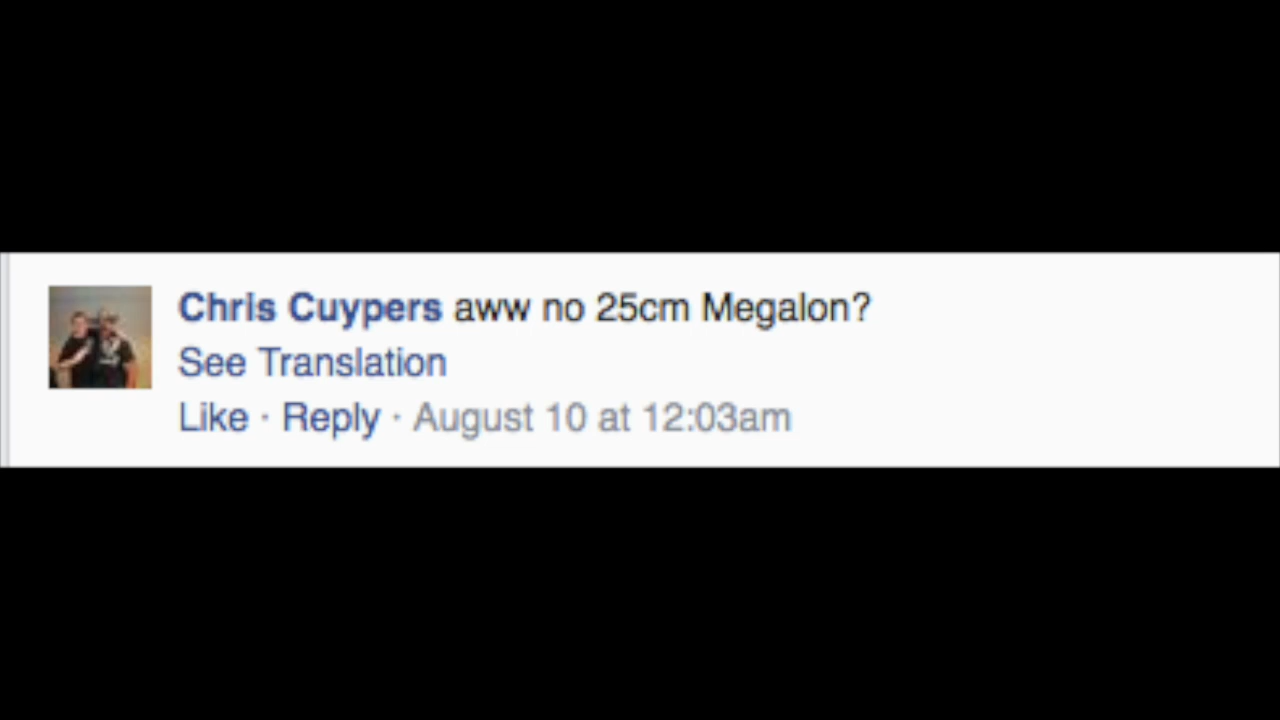 Chris Cuypers aww no 25cm Megalon?
See Translation
Like · Reply · August 10 at 12:03am